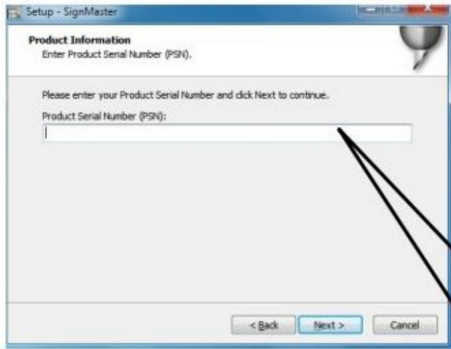 Setup - SignMaster
Product Information
Enter Product Serial Number (PSN).
Please enter your Product Serial Number and click Next to continue.
Product Serial Number (PSN):
< Back
Next >
Cancel